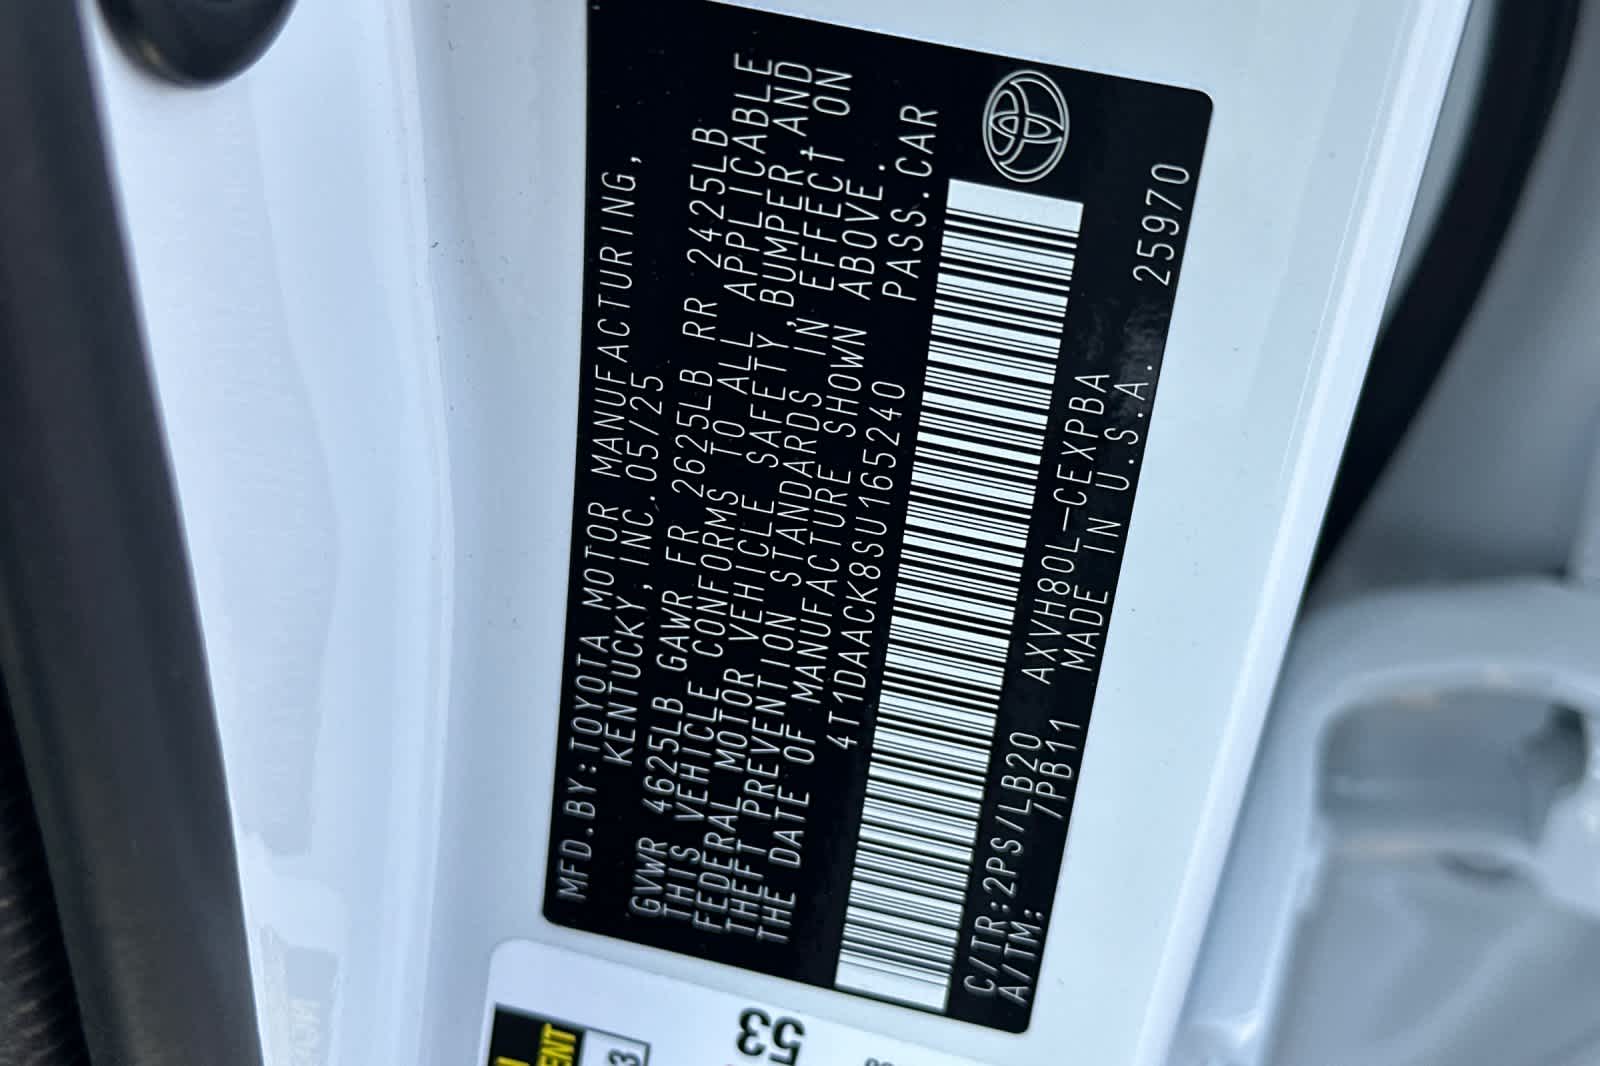 MFD.BY:TOYOTA MOTOR MANUFACTURING,
KENTUCKY, INC.05/25
GVWR 4625LB GAWR FR 2625LB RR 2425LB
THIS VEHICLE CONFORMS TO ALL APPLICABLE
FEDERAL MOTOR VEHICLE SAFETY,BUMPER,AND
THEFT PREVENTION STANDARDS IN EFFECT ON
THE DATE OF MANUFACTURE SHOWN ABOVE.
4T1DAACK8SU165240 PASS.CAR
C/TR:2PS/LB20 AXVH80L-CEXPBA
A/TM: 7PB11 MADE IN U.S.A. 25970
53